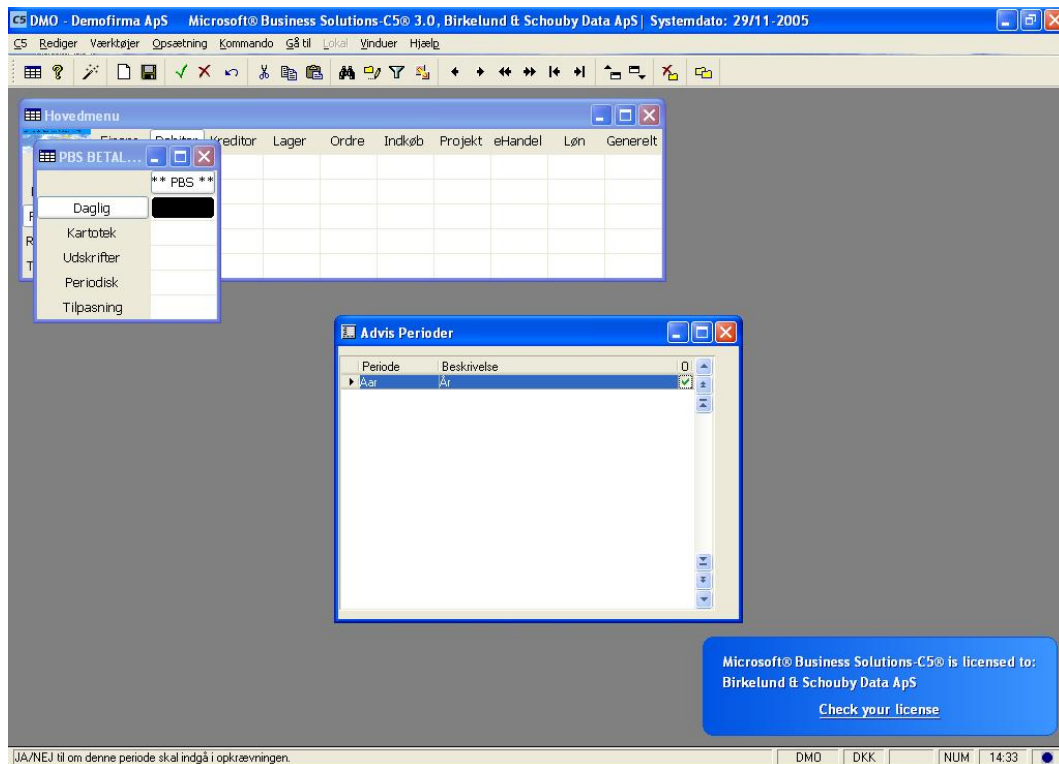 C5 DMO - Demofirma ApS Microsoft® Business Solutions-C5® 3.0, Birkelund & Schouby Data ApS| Systemdato: 29/11-2005
C5 Rediger Værktøjer Opsætning Kommando Gå til Lokal Vinduer Hjælp
Hovedmenu
Finans Debitor Kreditor Lager Ordre Indkøb Projekt eHandel Løn Generelt
PBS BETAL...
** PBS **
Daglig
Kartotek
Udskrifter
Periodisk
Tilpasning
Advis Perioder
Periode Beskrivelse O
Aar År
Microsoft® Business Solutions-C5® is licensed to:
Birkelund & Schouby Data ApS
Check your license
JA/NEJ til om denne periode skal indgå i opkrævningen. DMO DKK NUM 14:33